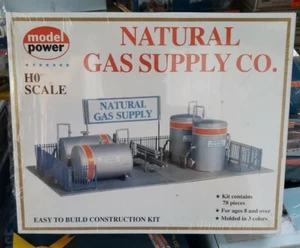 model
power
NATURAL
GAS SUPPLY CO.
HO
SCALE
NATURAL
GAS SUPPLY
Kit contains
78 pieces
For ages 8 and over
Molded in 3 colors
EASY TO BUILD CONSTRUCTION KIT